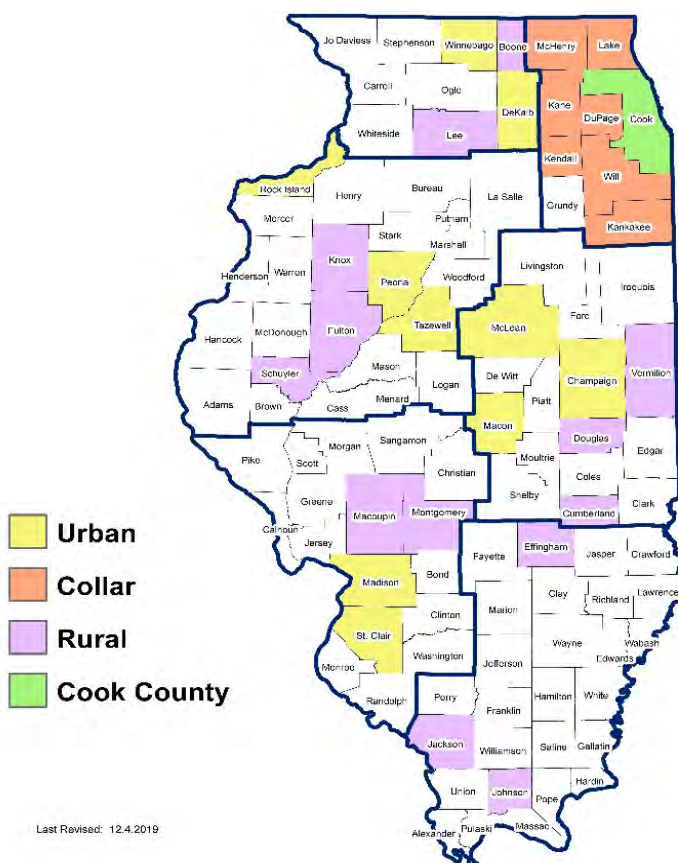 Jo Daviess
Stephenson
Winnebago
Boone
McHenry
Lake
Carroll
Ogle
DeKalb
Kane
DuPage
Cook
Whiteside
Lee
Kendall
Will
Rock Island
Henry
Bureau
La Salle
Grundy
Mercer
Putnam
Kankakee
Stark
Marshall
Knox
Henderson
Warren
Peoria
Woodford
Livingston
Iroquois
Ford
Tazewell
McLean
Hancock
McDonough
Fulton
Schuyler
Mason
De Witt
Champaign
Vermilion
Logan
Adams
Brown
Cass
Menard
Piatt
Macon
Douglas
Pike
Scott
Morgan
Sangamon
Christian
Moultrie
Edgar
Coles
Shelby
Greene
Macoupin
Montgomery
Cumberland
Clark
Calhoun
Jersey
Fayette
Effingham
Jasper
Crawford
Madison
Bond
Clay
Richland
Lawrence
Marion
Clinton
St. Clair
Wayne
Wabash
Edwards
Washington
Monroe
Jefferson
Randolph
Perry
Hamilton
White
Franklin
Jackson
Williamson
Saline
Gallatin
Union
Johnson
Pope
Hardin
Alexander
Pulaski
Massac
Urban
Collar
Rural
Cook County
Last Revised: 12.4.2019